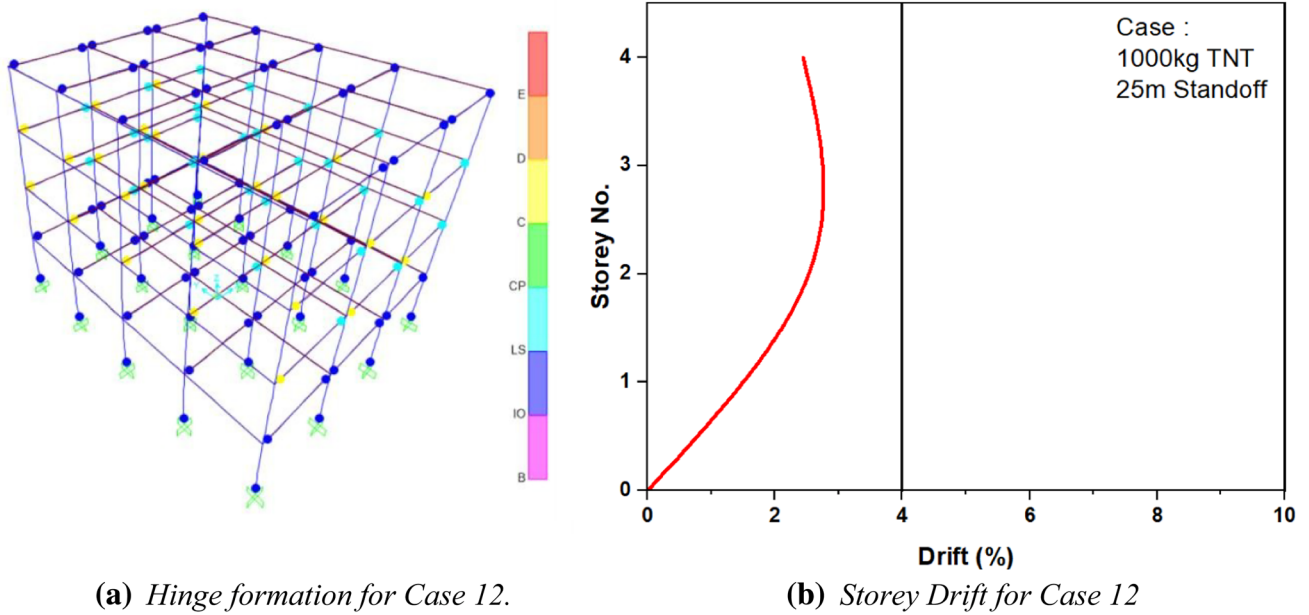 E
D
C
CP
LS
IO
B
Case :
1000kg TNT
25m Standoff
4
3
2
1
0
Storey No.
0 2 4 6 8 10
Drift (%)
(a) Hinge formation for Case 12.
(b) Storey Drift for Case 12